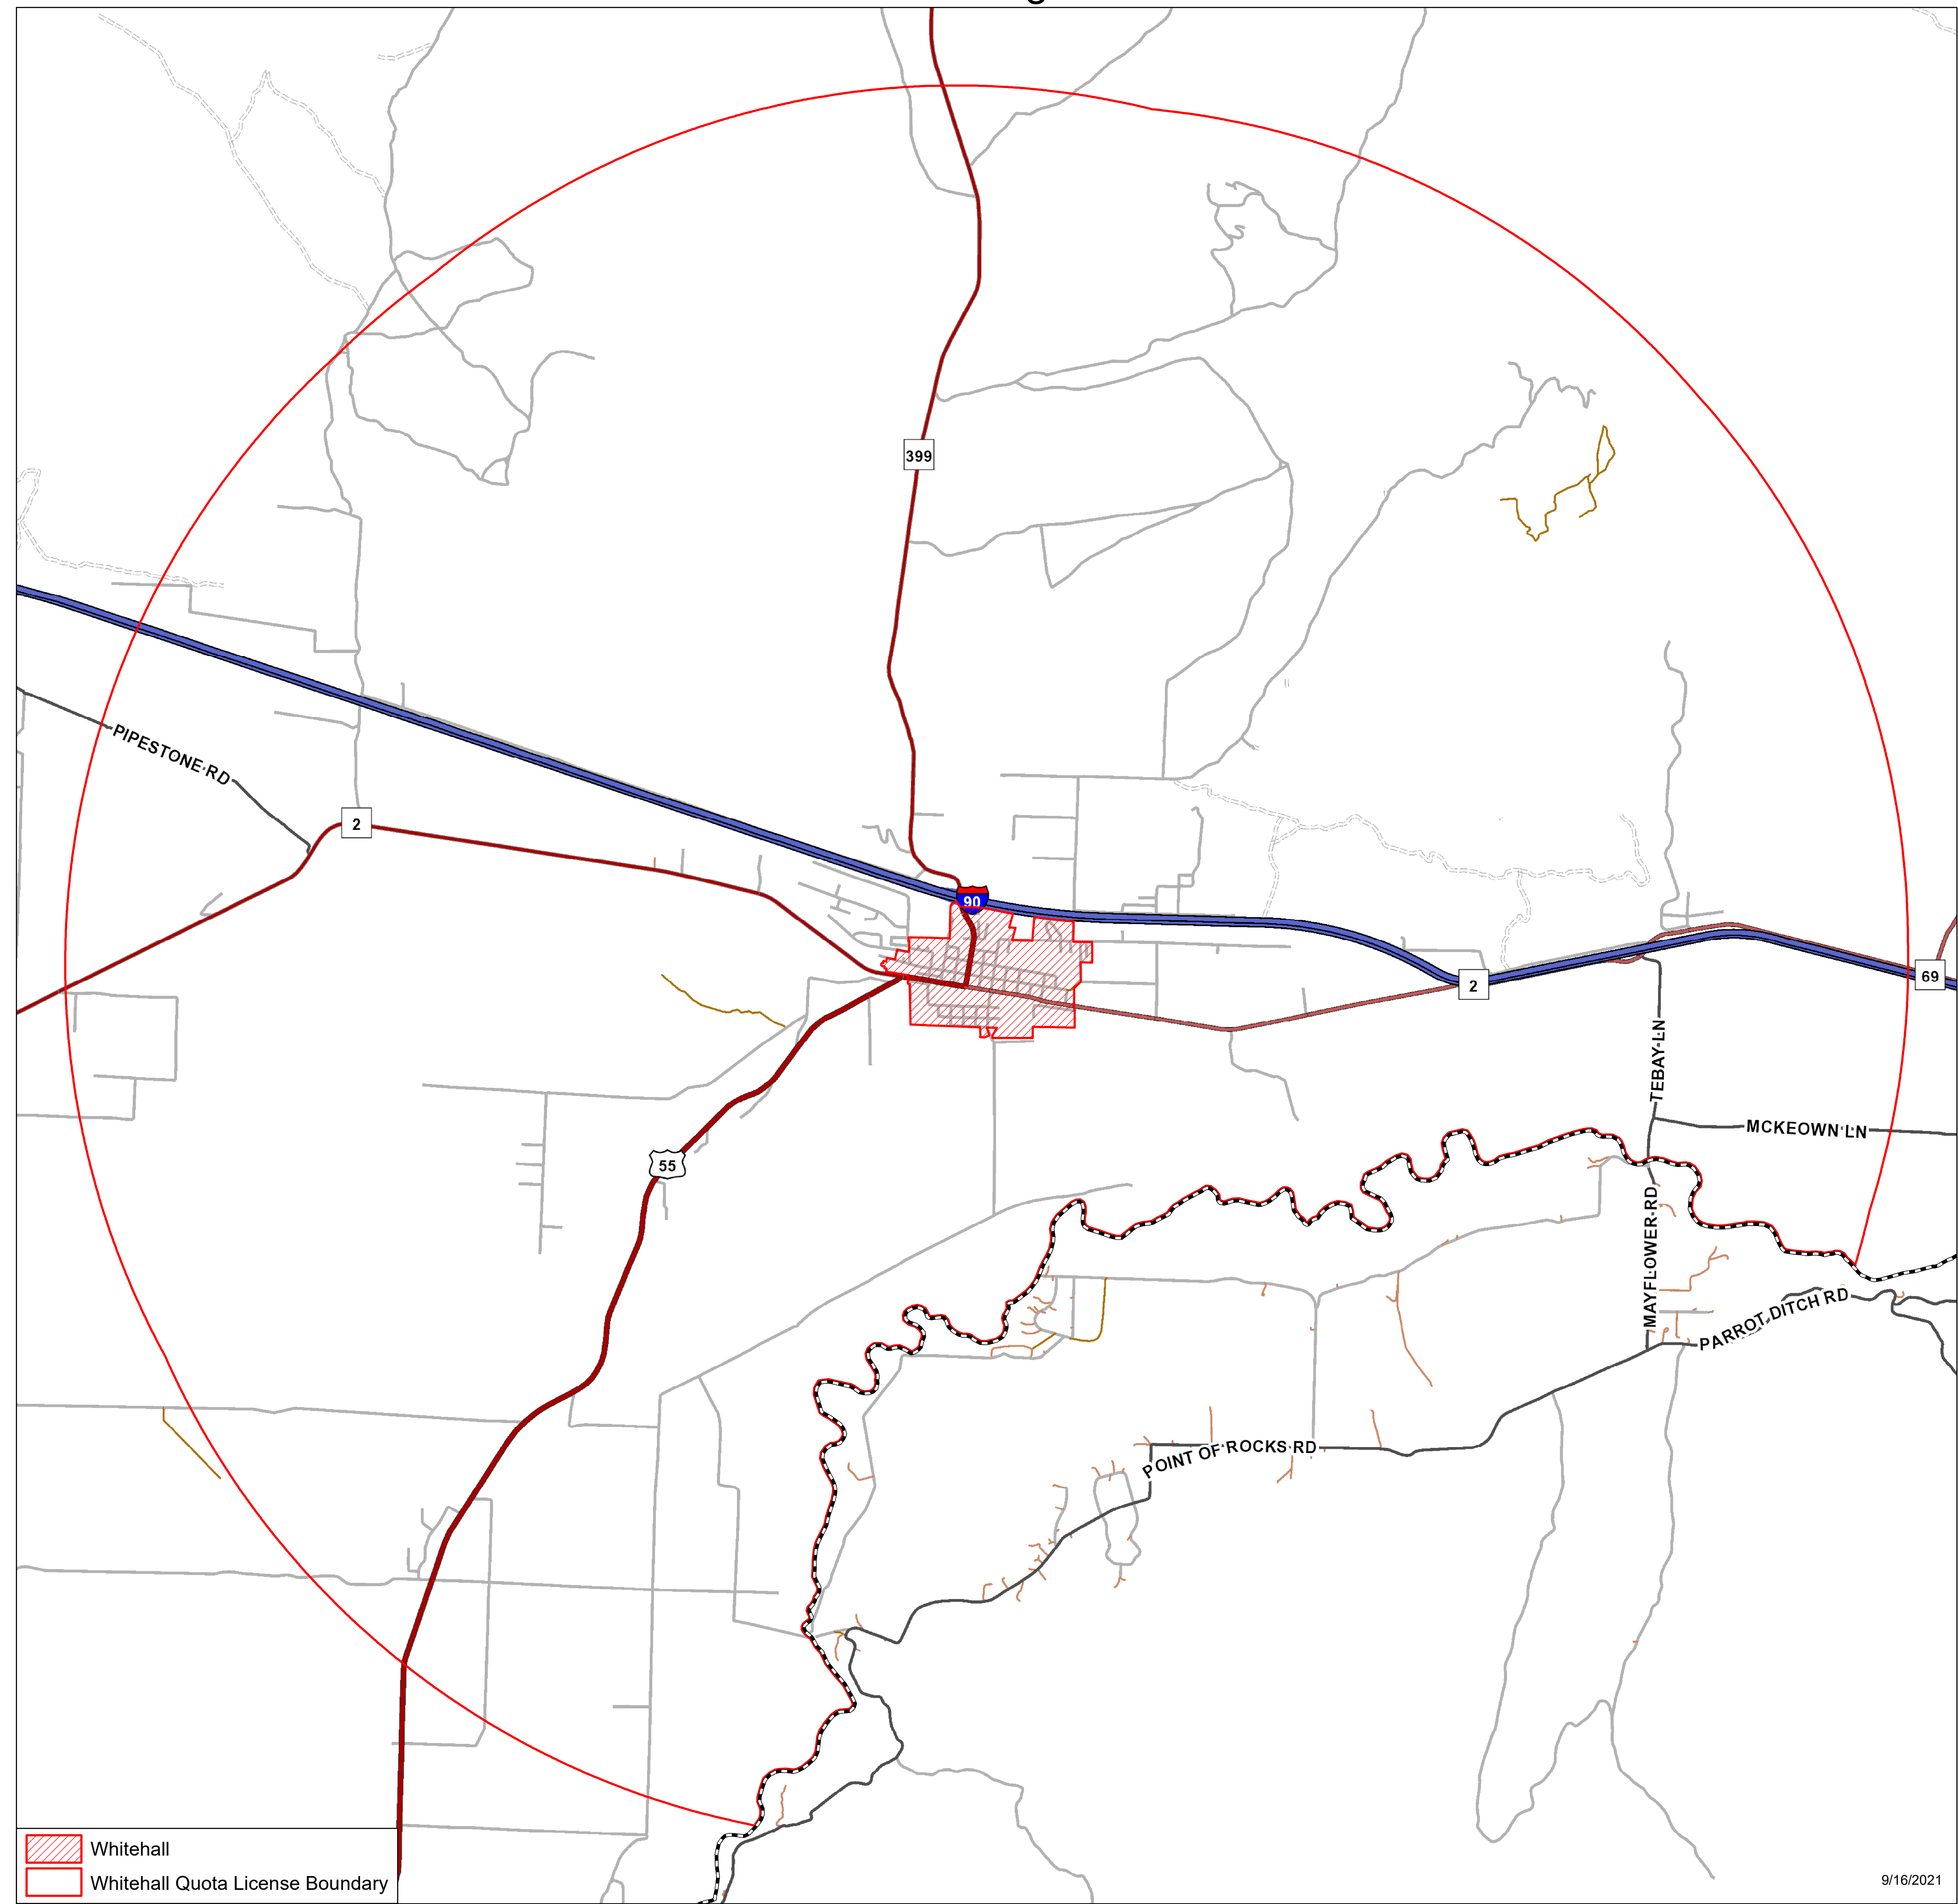 399
PIPESTONE RD
2
90
2
69
TEBAY LN
MCKEOWN LN
55
MAYFLOWER RD
PARROT DITCH RD
POINT OF ROCKS RD
Whitehall
Whitehall Quota License Boundary
9/16/2021